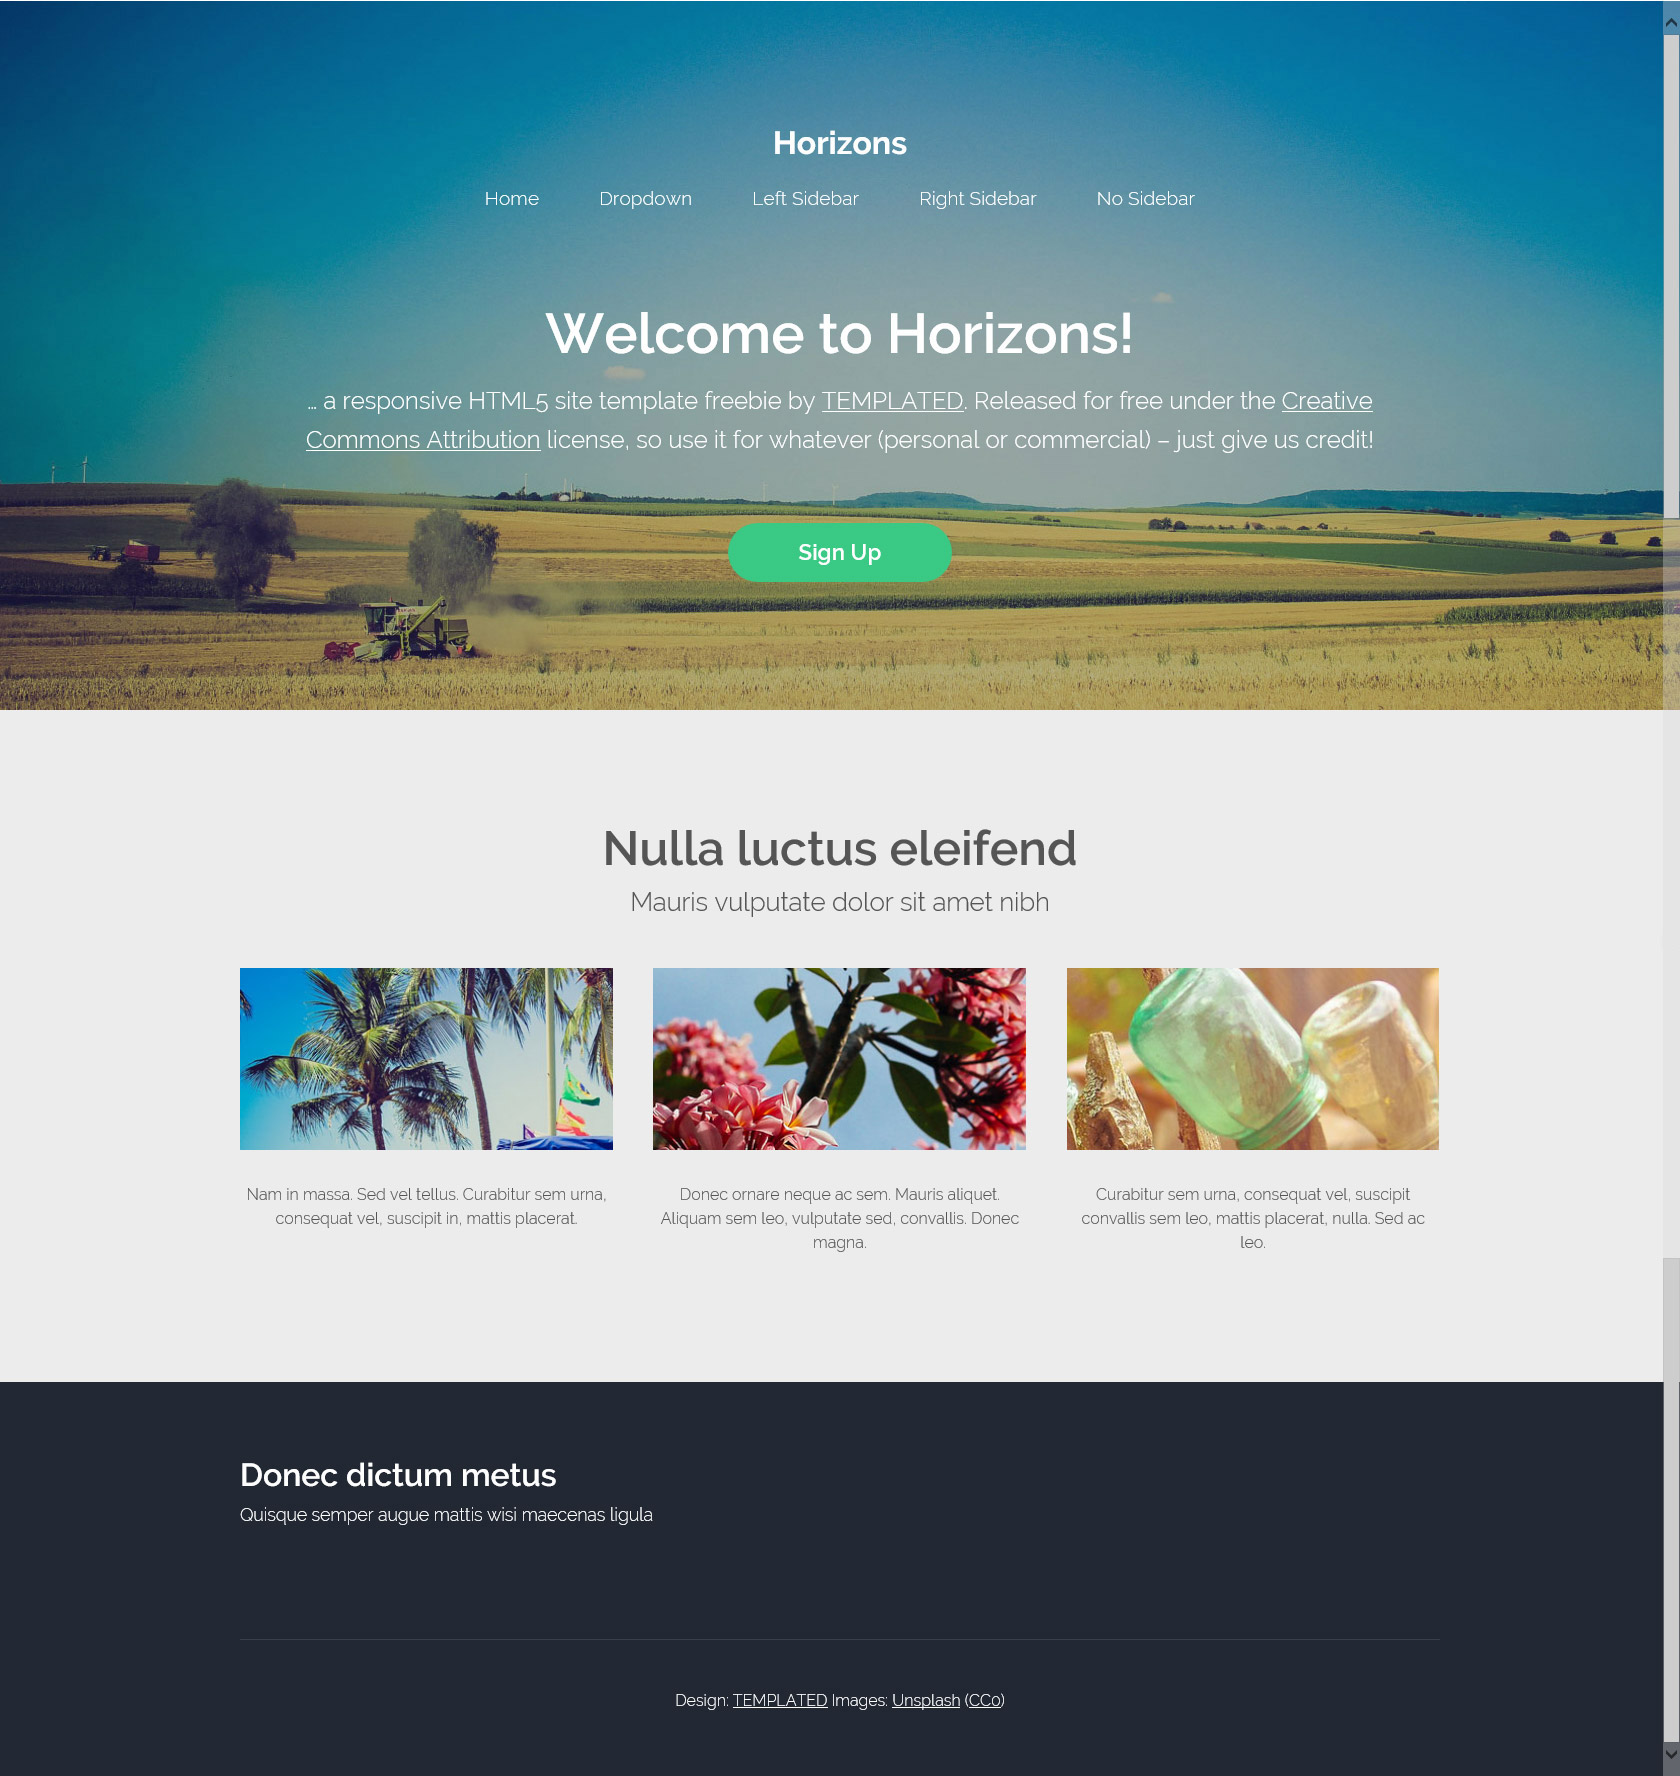 Horizons
Home Dropdown Left Sidebar Right Sidebar No Sidebar
Welcome to Horizons!
... a responsive HTML5 site template freebie by TEMPLATED. Released for free under the Creative
Commons Attribution license, so use it for whatever (personal or commercial) – just give us credit!
Sign Up
Nulla luctus eleifend
Mauris vulputate dolor sit amet nibh
Nam in massa. Sed vel tellus. Curabitur sem urna,
consequat vel, suscipit in, mattis placerat.
Donec ornare neque ac sem. Mauris aliquet.
Aliquam sem leo, vulputate sed, convallis. Donec
magna.
Curabitur sem urna, consequat vel, suscipit
convallis sem leo, mattis placerat, nulla. Sed ac
leo.
Donec dictum metus
Quisque semper augue mattis wisi maecenas ligula
Design: TEMPLATED Images: Unsplash (CC0)